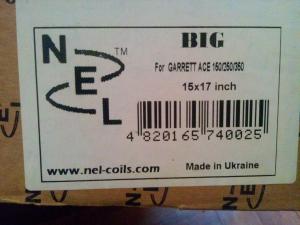 NEL™
BIG
For GARRETT ACE 150/250/350
15x17 inch
4 820165 740025
www.nel-coils.com
Made in Ukraine